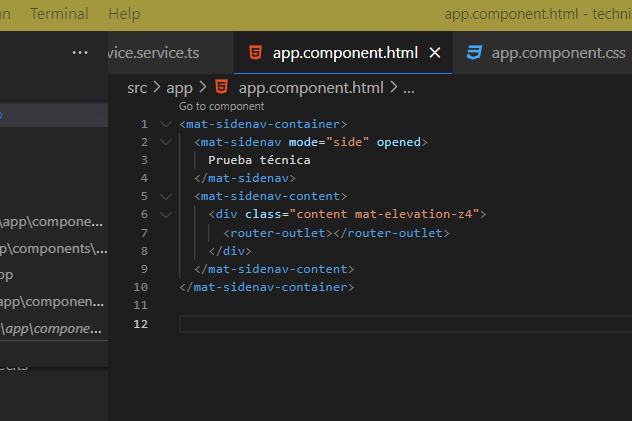 Terminal Help app.component.html - techni
... vice.service.ts app.component.html app.component.css
src > app > app.component.html > ...
Go to component
1 <mat-sidenav-container>
2 <mat-sidenav mode="side" opened>
3 Prueba técnica
4 </mat-sidenav>
5 <mat-sidenav-content>
6 <div class="content mat-elevation-z4">
7 <router-outlet></router-outlet>
8 </div>
9 </mat-sidenav-content>
10 </mat-sidenav-container>
11
12
\app\compone...
p\components\...
pp
app\componen...
\app\compone...